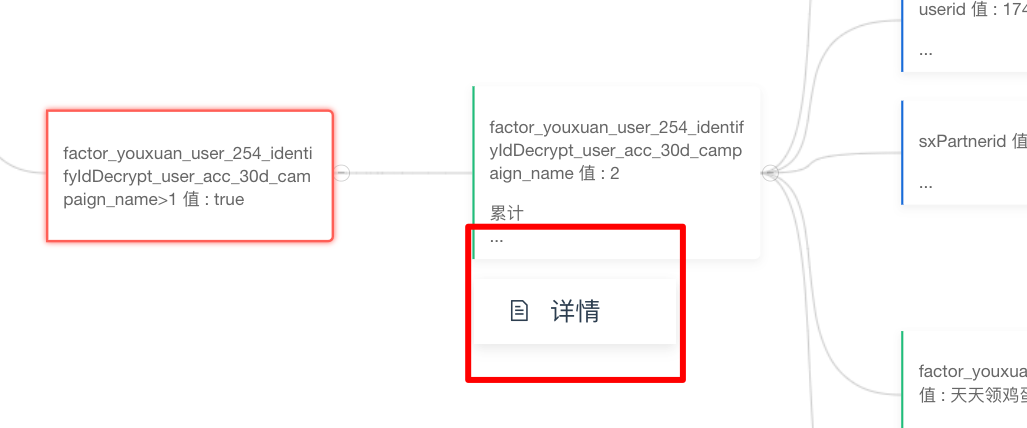 factor_youxuan_user_254_identi
fyIdDecrypt_user_acc_30d_cam
paign_name>1 值 : true
factor_youxuan_user_254_identif
yIdDecrypt_user_acc_30d_camp
aign_name 值 : 2
累计
...
详情
userid 值 : 174
...
sxPartnerid 值
...
factor_youxua
值 : 天天领鸡蛋